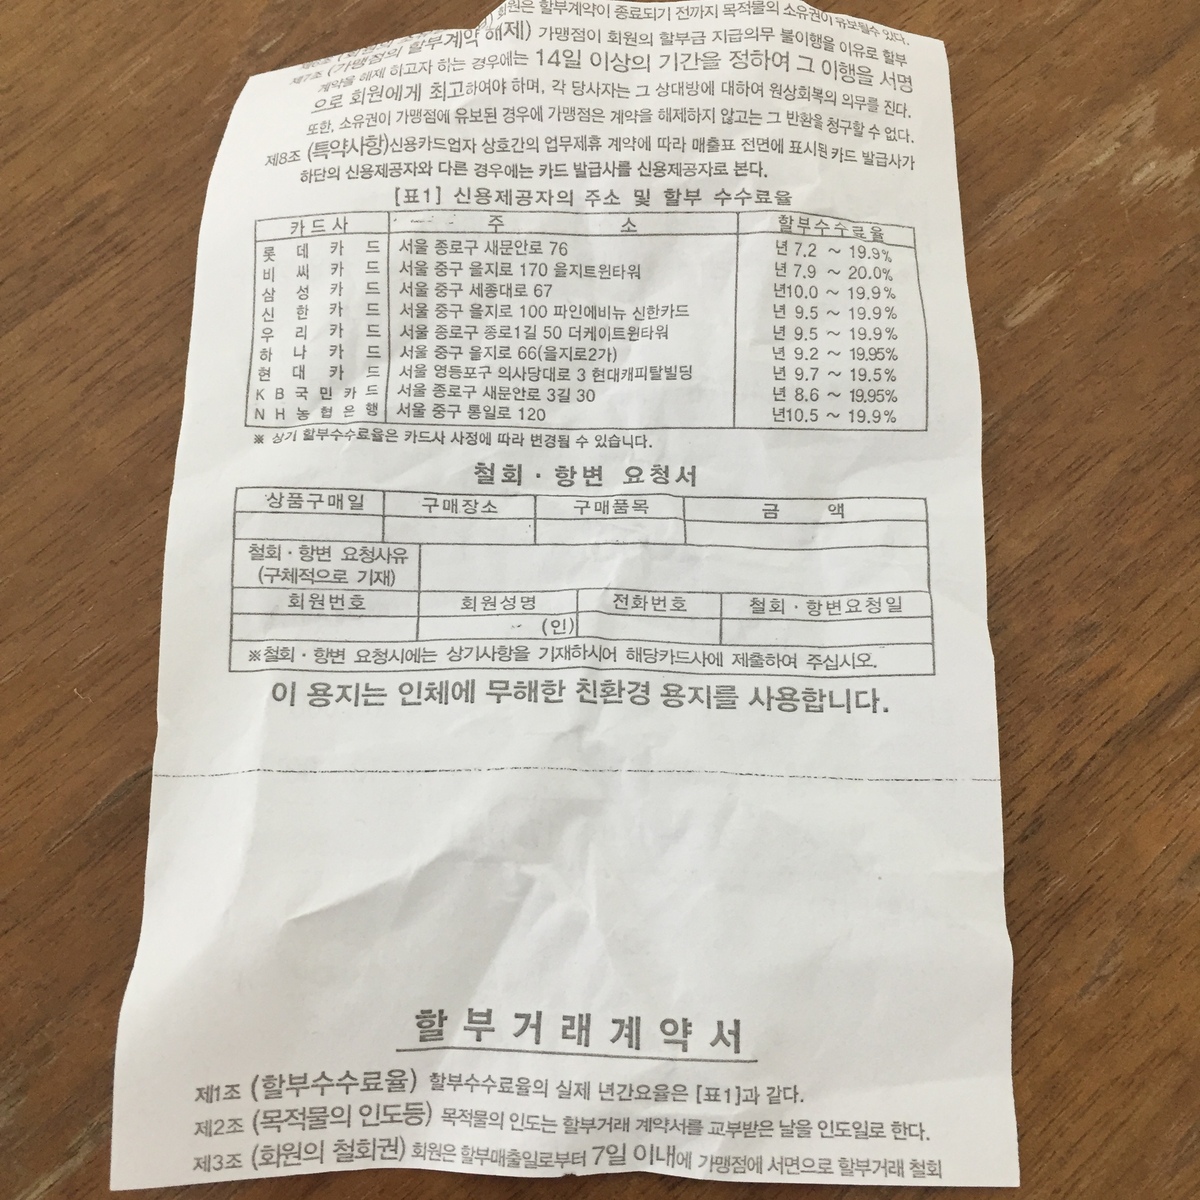 회원은 할부계약이 종료되기 전까지 목적물의 소유권이 유보될수 있다.
제7조 (가맹점의 할부계약 해제) 가맹점이 회원의 할부금 지급의무 불이행을 이유로 할부
계약을 해제 하고자 하는 경우에는 14일 이상의 기간을 정하여 그 이행을 서명
으로 회원에게 최고하여야 하며, 각 당사자는 그 상대방에 대하여 원상회복의 의무를 진다.
또한, 소유권이 가맹점에 유보된 경우에 가맹점은 계약을 해제하지 않고는 그 반환을 청구할 수 없다.
제8조 (특약사항)신용카드업자 상호간의 업무제휴 계약에 따라 매출표 전면에 표시된 카드 발급사가
하단의 신용제공자와 다른 경우에는 카드 발급사를 신용제공자로 본다.
[표1] 신용제공자의 주소 및 할부 수수료율
카드사 주 소 할부수수료율
롯데카드 서울 종로구 새문안로 76 년 7.2 ~ 19.9%
비씨카드 서울 중구 을지로 170 을지트윈타워 년 7.9 ~ 20.0%
삼성카드 서울 중구 세종대로 67 년10.0 ~ 19.9%
신한카드 서울 중구 을지로 100 파인에비뉴 신한카드 년 9.5 ~ 19.9%
우리카드 서울 종로구 종로1길 50 더케이트윈타워 년 9.5 ~ 19.9%
하나카드 서울 중구 을지로 66(을지로2가) 년 9.2 ~ 19.95%
현대카드 서울 영등포구 의사당대로 3 현대캐피탈빌딩 년 9.7 ~ 19.5%
KB국민카드 서울 종로구 새문안로 3길 30 년 8.6 ~ 19.95%
NH농협은행 서울 중구 통일로 120 년10.5 ~ 19.9%
※ 상기 할부수수료율은 카드사 사정에 따라 변경될 수 있습니다.
철회·항변 요청서
상품구매일 구매장소 구매품목 금 액
철회·항변 요청사유
(구체적으로 기재)
회원번호 회원성명 전화번호 철회·항변요청일
(인)
※철회·항변 요청시에는 상기사항을 기재하시어 해당카드사에 제출하여 주십시오.
이 용지는 인체에 무해한 친환경 용지를 사용합니다.
할부거래계약서
제1조 (할부수수료율) 할부수수료율의 실제 년간요율은 [표1]과 같다.
제2조 (목적물의 인도등) 목적물의 인도는 할부거래 계약서를 교부받은 날을 인도일로 한다.
제3조 (회원의 철회권) 회원은 할부매출일로부터 7일 이내에 가맹점에 서면으로 할부거래 철회